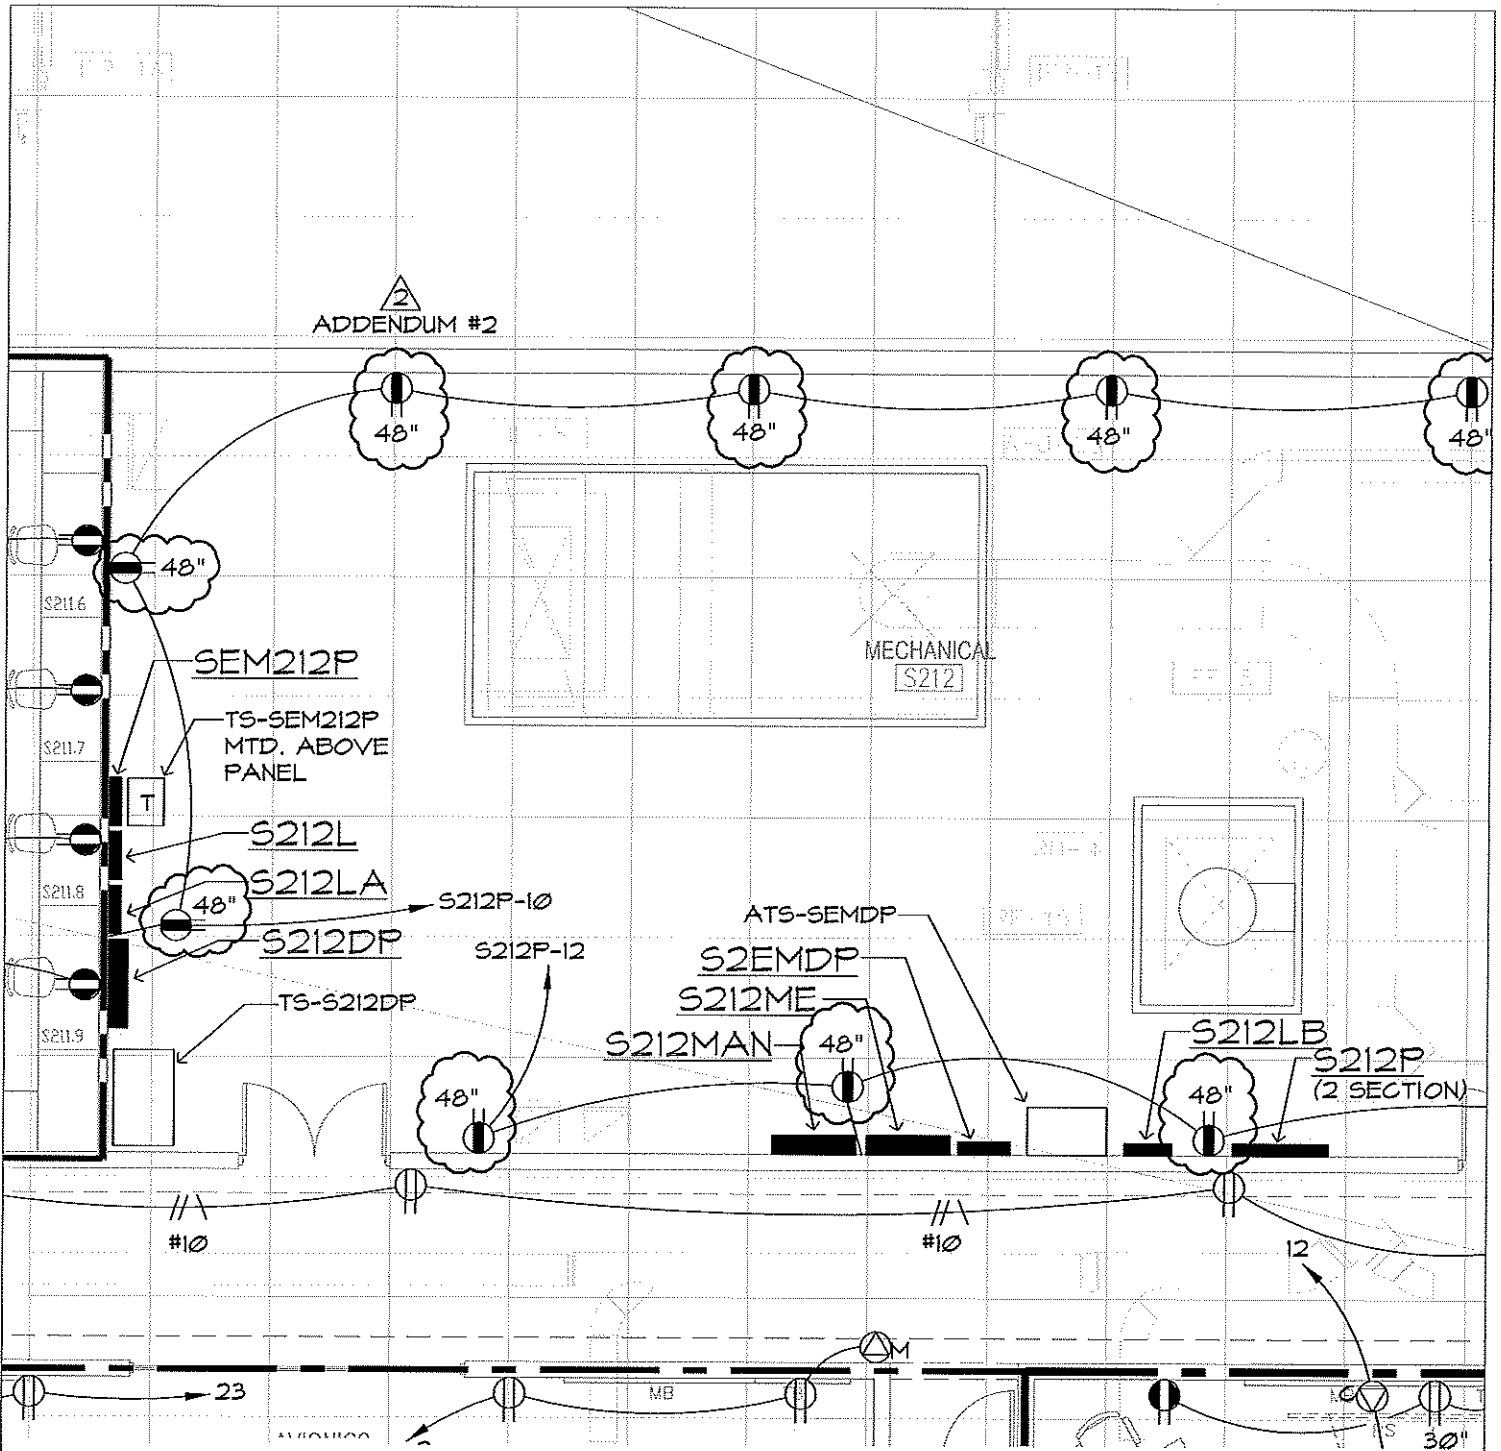 2
ADDENDUM #2
48"
48"
48"
48"
48"
S211.6
SEM212P
TS-SEM212P
MTD. ABOVE
PANEL
T
S211.7
MECHANICAL
S212
S212L
S212LA
S211.8
48"
S212P-10
S212DP
S212P-12
TS-S212DP
S211.9
ATS-SEMDP
S2EMDP
S212ME
S212MAN
48"
48"
S212LB
S212P
(2 SECTION)
48"
#10
#10
12
M
23
MB
30"